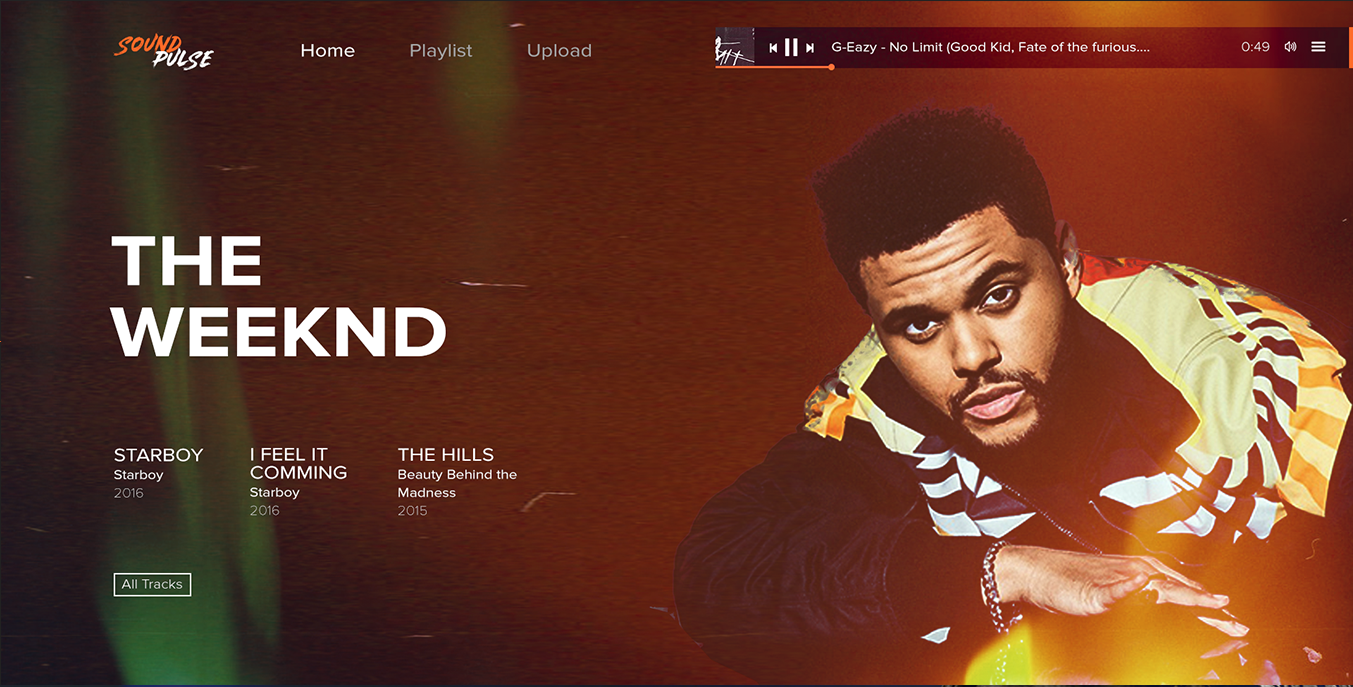 SOUND
PULSE
Home
Playlist
Upload
G-Eazy - No Limit (Good Kid, Fate of the furious....
0:49
THE
WEEKND
STARBOY
Starboy
2016
I FEEL IT
COMMING
Starboy
2016
THE HILLS
Beauty Behind the
Madness
2015
All Tracks